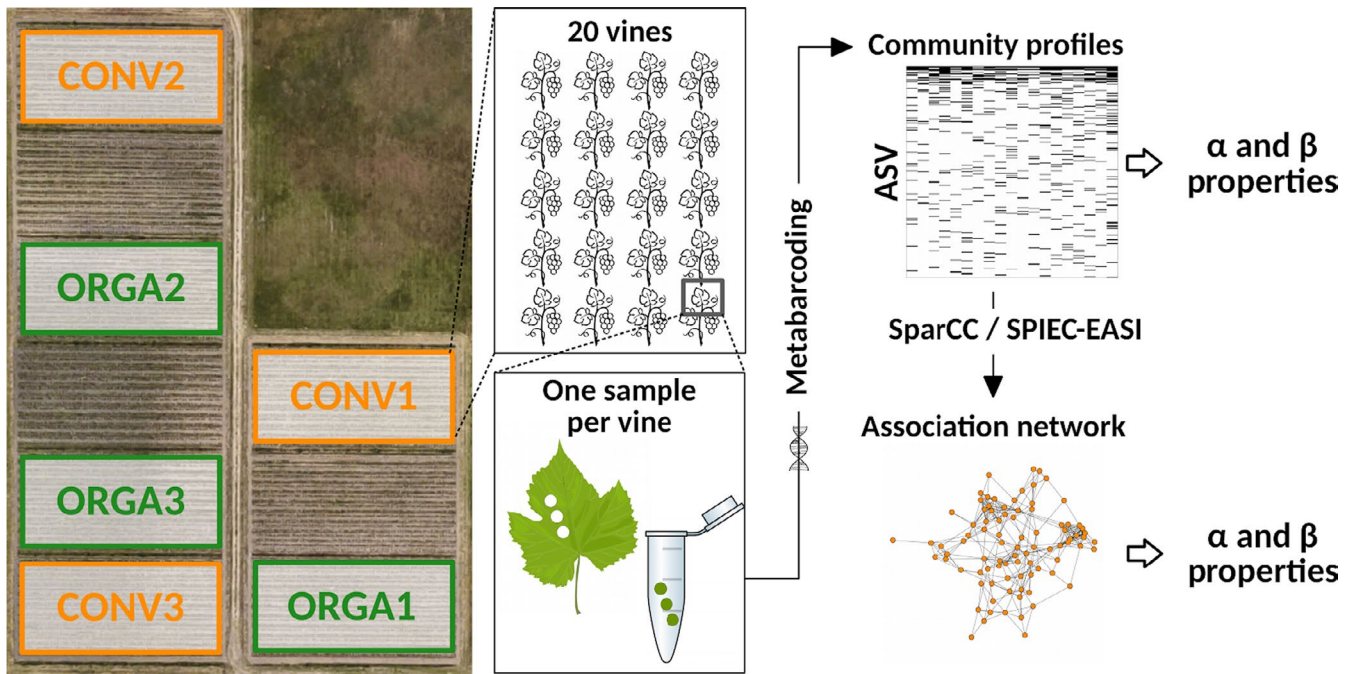 CONV2
ORGA2
CONV1
ORGA3
CONV3
ORGA1
20 vines
One sample
per vine
Metabarcoding
Community profiles
ASV
α and β
properties
SparCC / SPIEC-EASI
Association network
α and β
properties